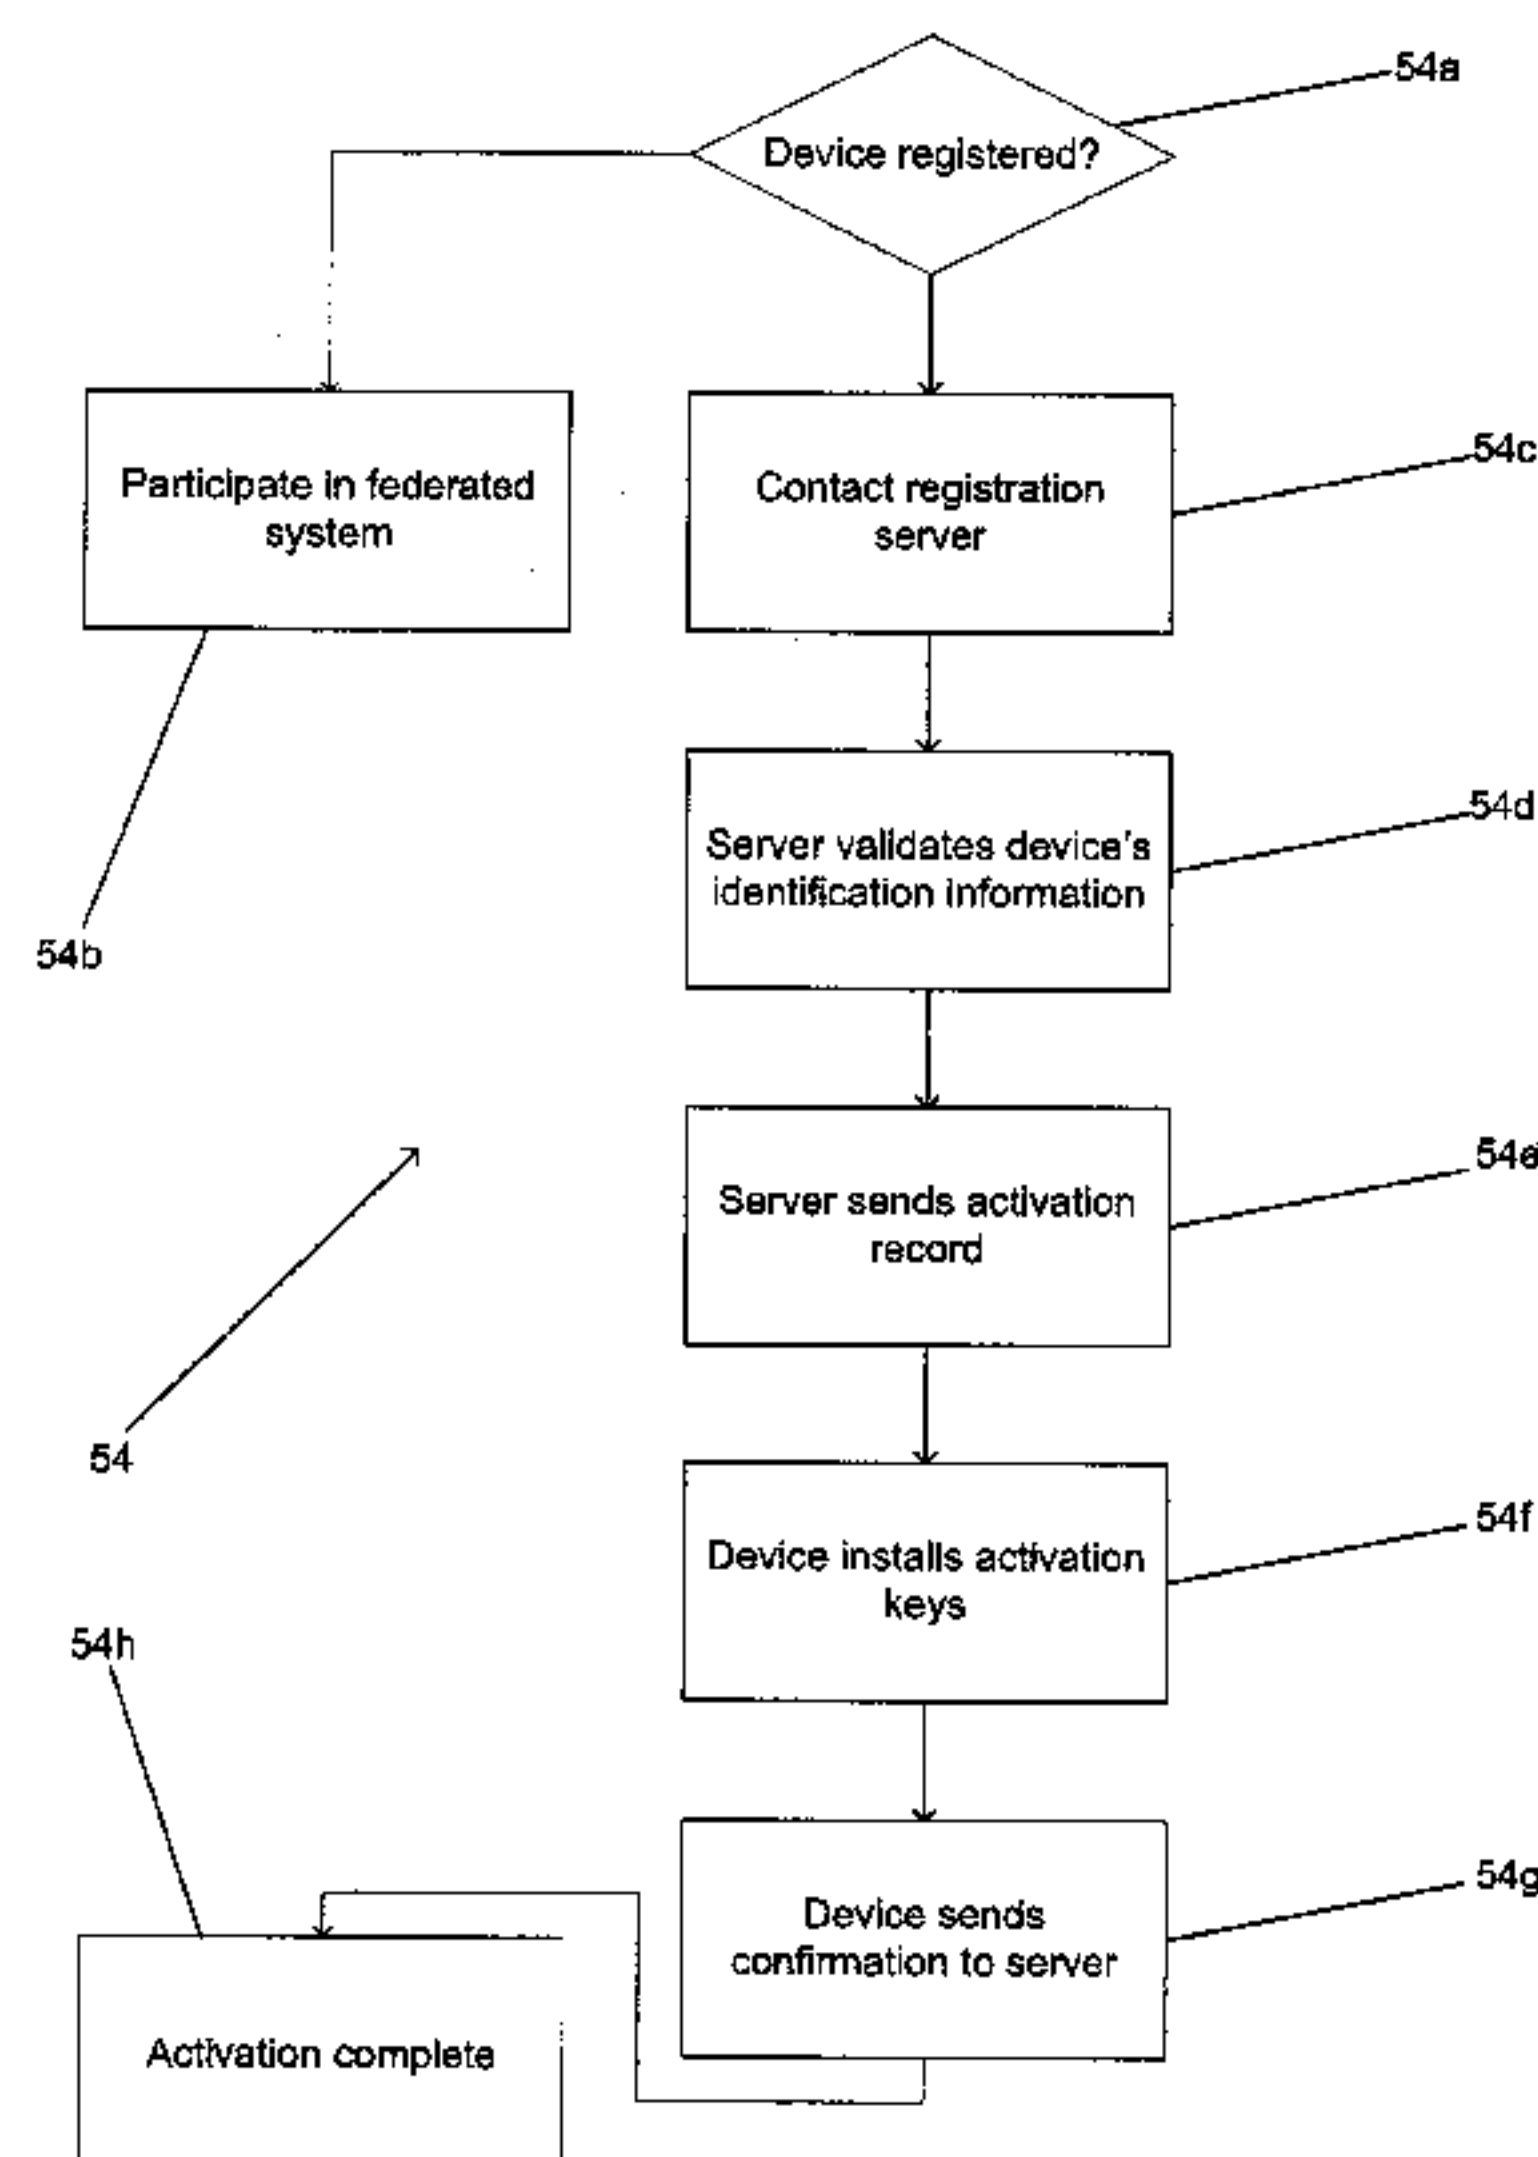 54a
Device registered?
Participate in federated
system
Contact registration
server
54c
54b
Server validates device's
identification information
54d
Server sends activation
record
54e
54
Device installs activation
keys
54f
54h
Device sends
confirmation to server
54g
Activation complete